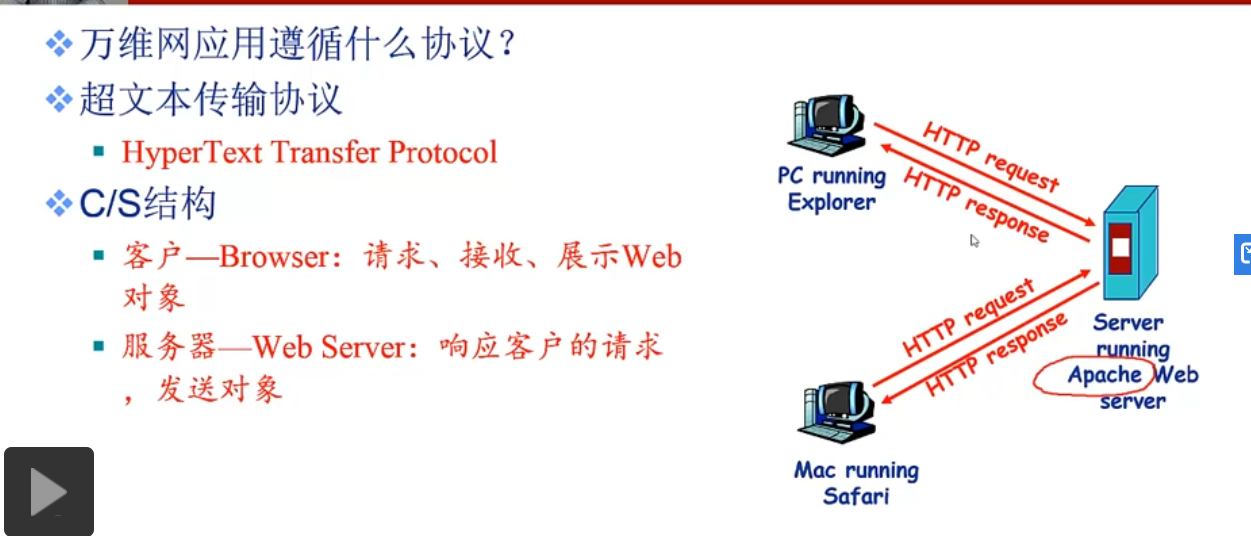 万维网应用遵循什么协议？
超文本传输协议
HyperText Transfer Protocol
C/S结构
客户—Browser：请求、接收、展示Web
对象
服务器—Web Server：响应客户的请求
，发送对象
HTTP request
HTTP response
PC running
Explorer
HTTP request
HTTP response
Server
running
Apache Web
server
Mac running
Safari